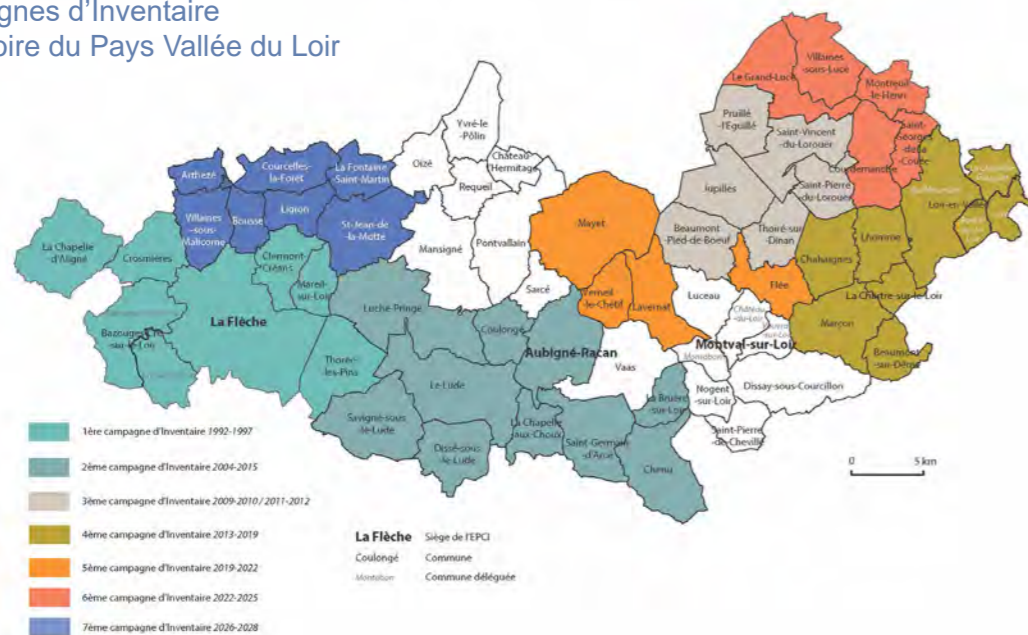 gnes d'Inventaire
oire du Pays Vallée du Loir
Le Grand-Lucé
Villaines
-sous-Lucé
Montreuil
-le-Henri
Pruillé
-l'Eguillé
Saint-Vincent
-du-Lorouër
Saint-
Georges
-de-la
-Couée
Courdemanche
Yvré-le
-Pôlin
Oizé
Château-
Hermitage
Requeil
Arthezé
Courcelles-
la-Forêt
La Fontaine
Saint-Martin
Villaines
-sous-
Malicorne
Bousse
Ligron
St-Jean-de
-la-Motte
Mansigné
Pontvallain
Sarcé
Mayet
Jupilles
Saint-Pierre
du-Lorouër
Beaumont
-Pied-de-Boeuf
Thoiré-sur
-Dinan
Loir-en-Vallée
Lhomme
Chahaignes
Flée
La Chartre-sur-le-Loir
Marçon
Beaumont
-sur-Dême
La Chapelle
d'Aligné
Crosmières
Clermont-
Créans
Mareil-
sur-Loir
La Flèche
Bazouges Cré
-sur-le-Loir
Thorée-
les-Pins
Luché-Pringé
Coulongé
Aubigné-Racan
Verneil
-le-Chétif
Lavernat
Luceau
Château
-du-Loir
Montval-sur-Loir
Montabon
Vaas
Le Lude
La Bruère
-sur-Loir
Nogent
-sur-Loir
Dissay-sous-Courcillon
Savigné-sous
-le-Lude
Dissé-sous
-le-Lude
La Chapelle
-aux-Choux
Saint-Germain
-d'Arcé
Chenu
Saint-Pierre
-de-Chevillé
0 5 km
1ère campagne d'Inventaire 1992-1997
2ème campagne d'Inventaire 2004-2015
3ème campagne d'Inventaire 2009-2010 / 2011-2012
4ème campagne d'Inventaire 2013-2019
5ème campagne d'Inventaire 2019-2022
6ème campagne d'Inventaire 2022-2025
7ème campagne d'Inventaire 2026-2028
La Flèche Siège de l'EPCI
Coulongé Commune
Montabon Commune déléguée